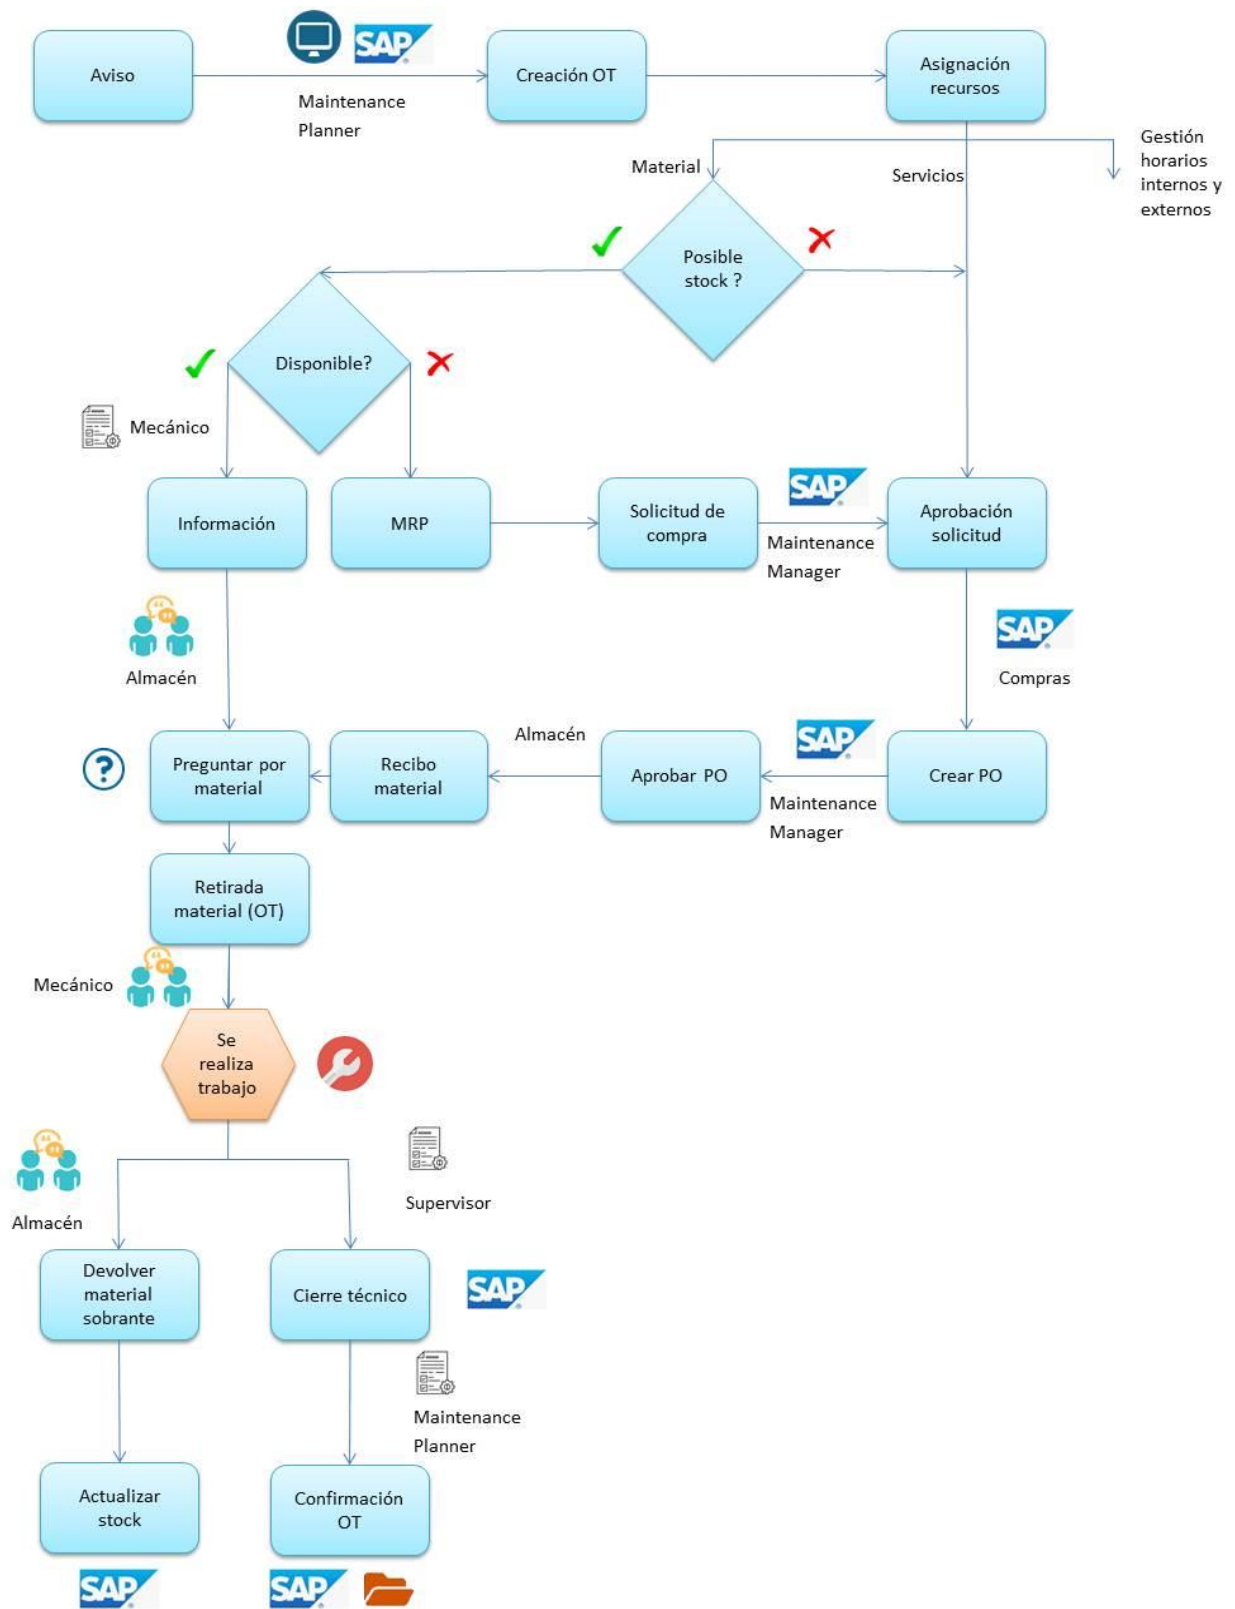 SAP
Aviso
Creación OT
Asignación
recursos
Maintenance
Planner
Material
Servicios
Gestión
horarios
internos y
externos
Posible
stock ?
Disponible?
Mecánico
Información
MRP
Solicitud de
compra
SAP
Maintenance
Manager
Aprobación
solicitud
Almacén
SAP
Compras
Preguntar por
material
?
Recibo
material
Almacén
Aprobar PO
SAP
Maintenance
Manager
Crear PO
Retirada
material (OT)
Mecánico
Se
realiza
trabajo
Almacén
Supervisor
Devolver
material
sobrante
Cierre técnico
SAP
Maintenance
Planner
Actualizar
stock
Confirmación
OT
SAP
SAP